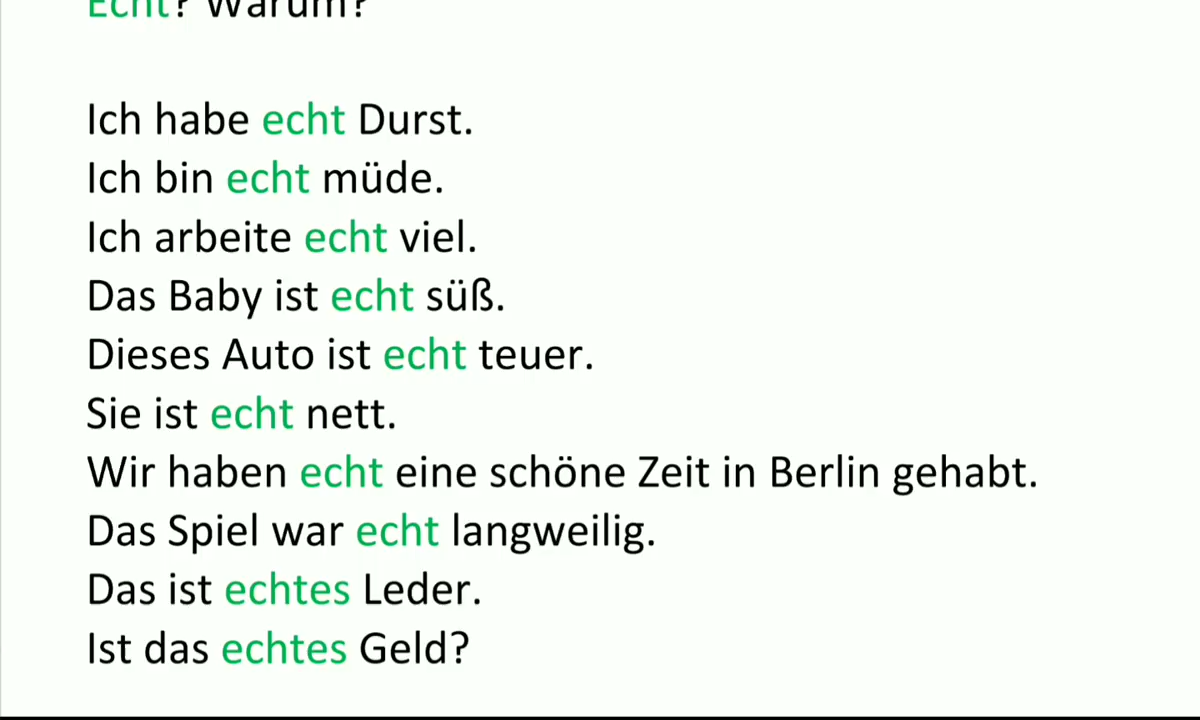 Echt? Warum?
Ich habe echt Durst.
Ich bin echt müde.
Ich arbeite echt viel.
Das Baby ist echt süß.
Dieses Auto ist echt teuer.
Sie ist echt nett.
Wir haben echt eine schöne Zeit in Berlin gehabt.
Das Spiel war echt langweilig.
Das ist echtes Leder.
Ist das echtes Geld?